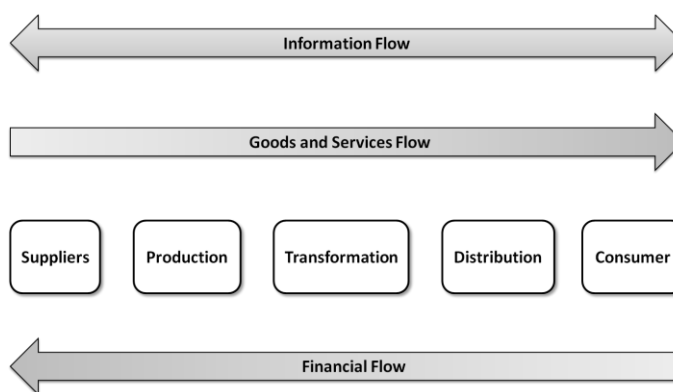 Information Flow
Goods and Services Flow
Suppliers Production Transformation Distribution Consumer
Financial Flow